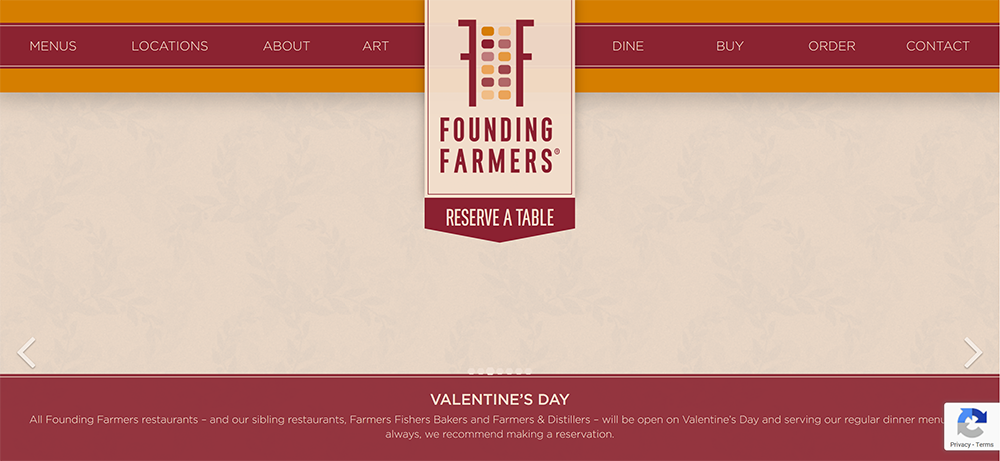 MENUS LOCATIONS ABOUT ART DINE BUY ORDER CONTACT
FOUNDING
FARMERS®
RESERVE A TABLE
VALENTINE'S DAY
All Founding Farmers restaurants – and our sibling restaurants, Farmers Fishers Bakers and Farmers & Distillers – will be open on Valentine's Day and serving our regular dinner menu
always, we recommend making a reservation.
Privacy - Terms